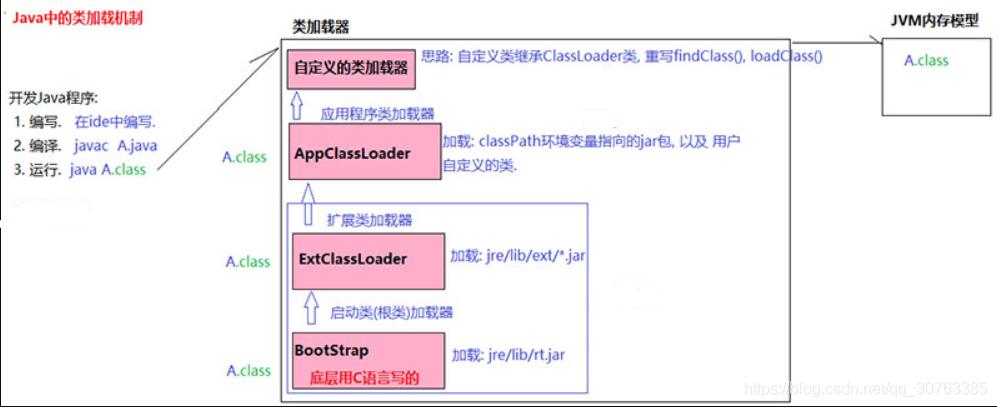 Java中的类加载机制
开发Java程序:
1. 编写. 在ide中编写.
2. 编译. javac A.java
3. 运行. java A.class
类加载器
自定义的类加载器
思路: 自定义类继承ClassLoader类, 重写findClass(), loadClass()
应用程序类加载器
A.class
AppClassLoader
加载: classPath环境变量指向的jar包, 以及 用户
自定义的类.
扩展类加载器
A.class
ExtClassLoader
加载: jre/lib/ext/*.jar
启动类(根类)加载器
A.class
BootStrap
底层用C语言写的
加载: jre/lib/rt.jar
JVM内存模型
A.class
https://blog.csdn.net/qq_30763385